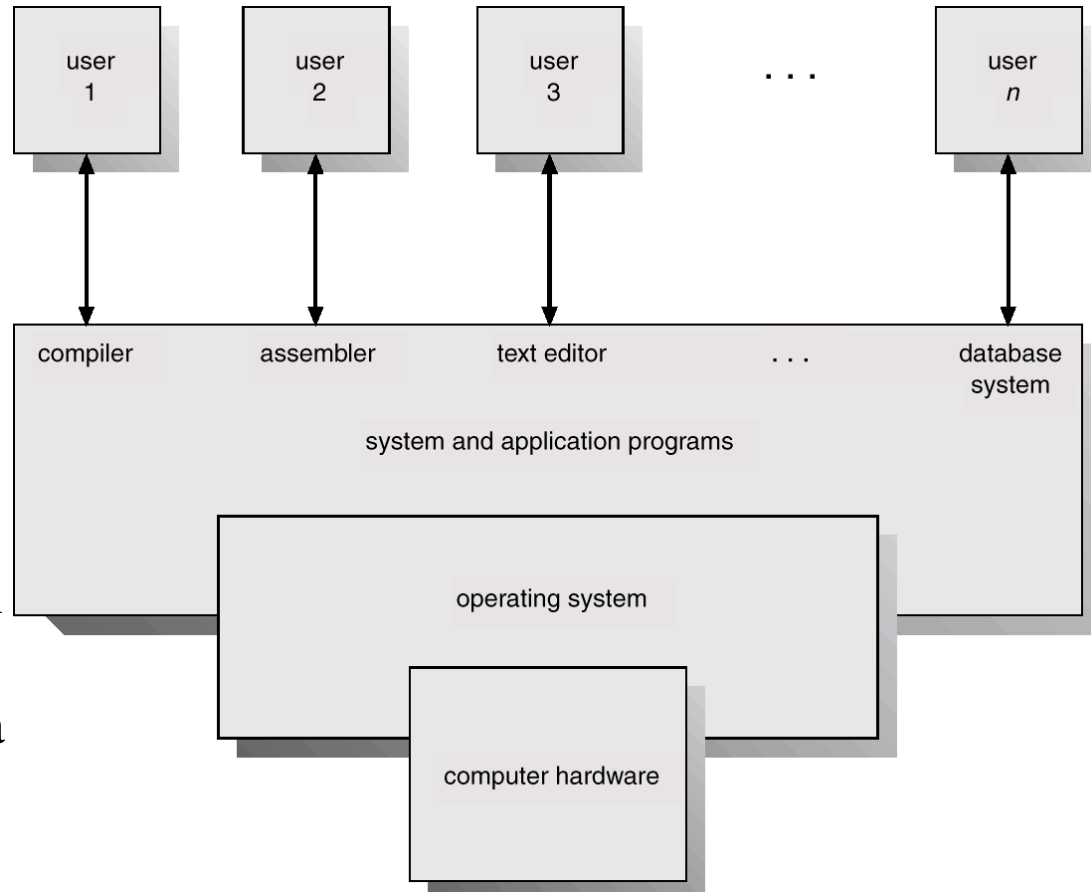 user
1
user
2
user
3
. . .
user
n
compiler
assembler
text editor
. . .
database
system
system and application programs
operating system
computer hardware
a